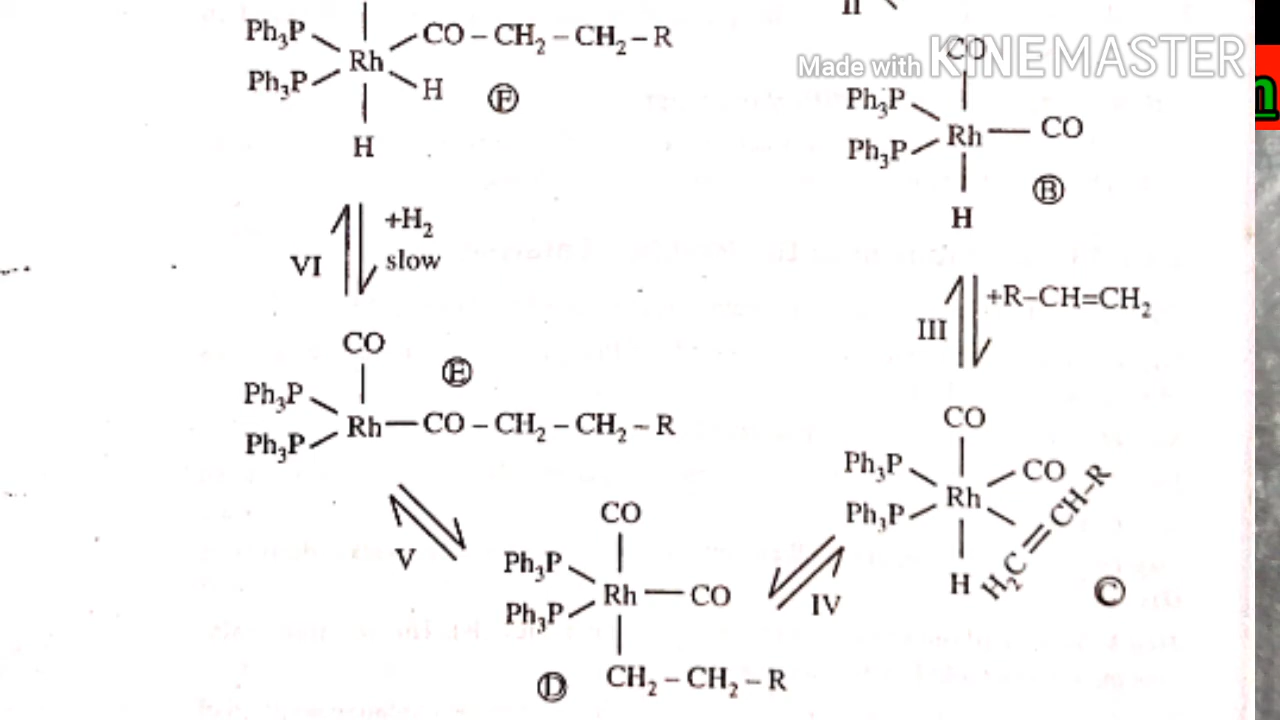 II
Ph₃P
CO – CH₂ – CH₂ – R
Rh
Ph₃P
H
Ⓕ
H
Made with KINEMASTER
CO
Ph₃P
Rh — CO
Ph₃P
Ⓑ
H
n
+H₂
VI
slow
+R–CH=CH₂
III
CO
Ⓔ
Ph₃P
Rh — CO – CH₂ – CH₂ – R
Ph₃P
CO
Ph₃P
CO
Rh
Ph₃P
H
H₂C=CH–R
Ⓒ
V
IV
CO
Ph₃P
Rh — CO
Ph₃P
Ⓓ
CH₂ – CH₂ – R